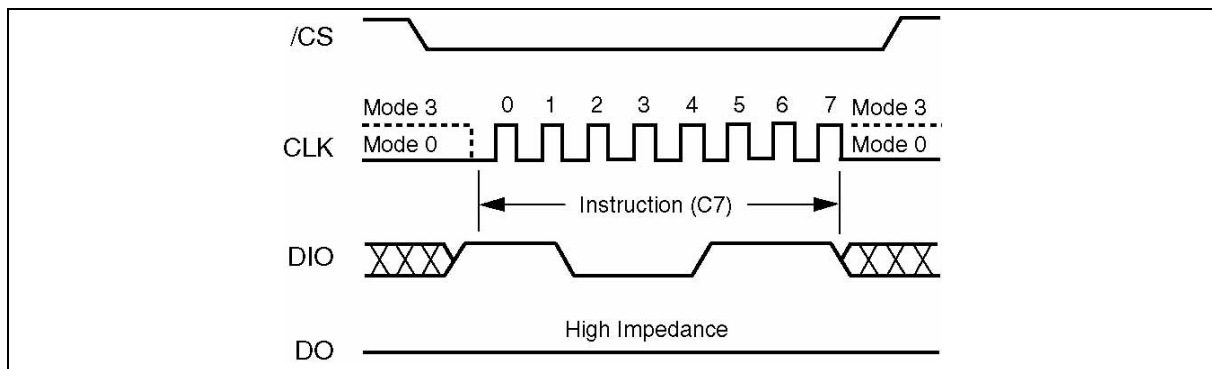 /CS
Mode 3 0 1 2 3 4 5 6 7 Mode 3
CLK Mode 0 Mode 0
Instruction (C7)
DIO
High Impedance
DO